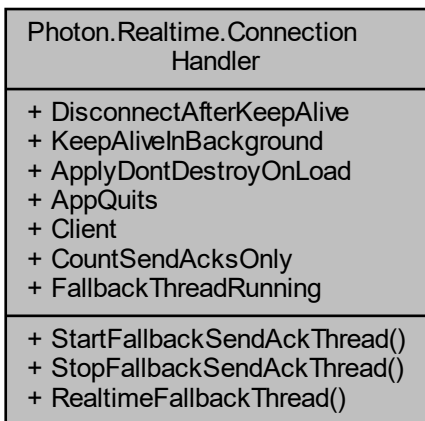 Photon.Realtime.Connection
Handler
+ DisconnectAfterKeepAlive
+ KeepAliveInBackground
+ ApplyDontDestroyOnLoad
+ AppQuits
+ Client
+ CountSendAcksOnly
+ FallbackThreadRunning
+ StartFallbackSendAckThread()
+ StopFallbackSendAckThread()
+ RealtimeFallbackThread()